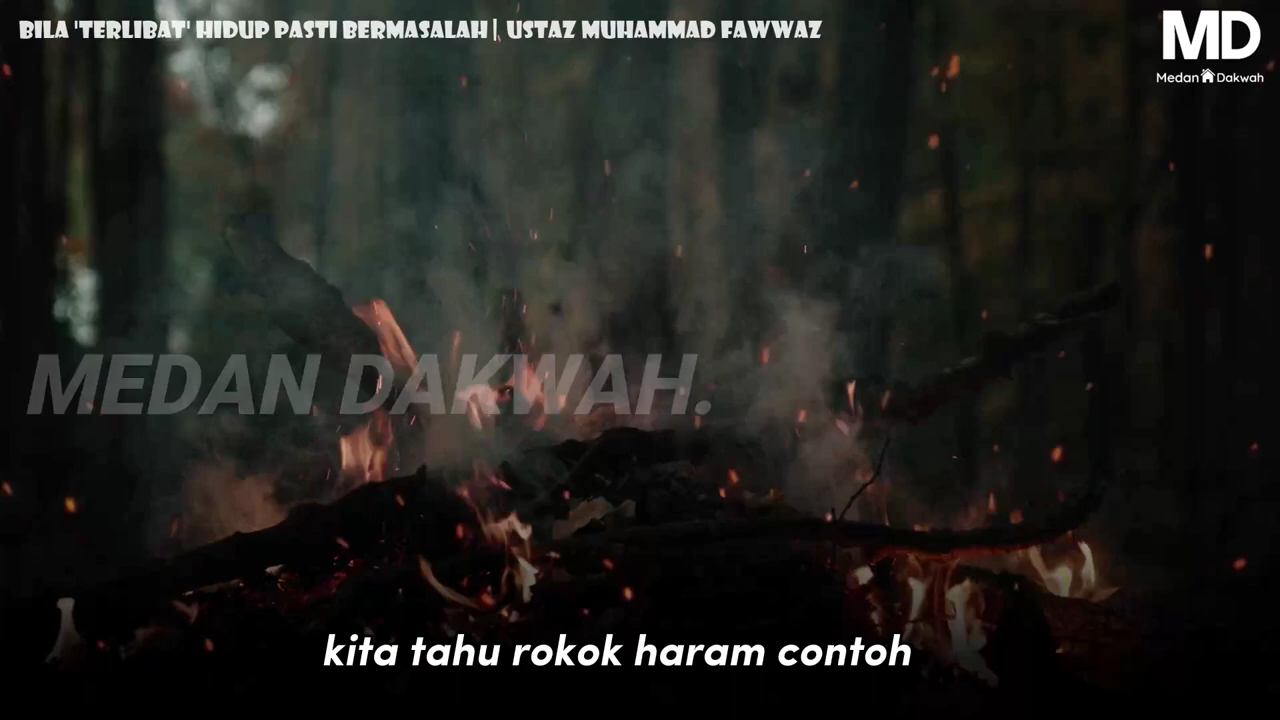 BILA 'TERLIBAT' HIDUP PASTI BERMASALAH | USTAZ MUHAMMAD FAWWAZ
MD
Medan Dakwah
MEDAN DAKWAH.
kita tahu rokok haram contoh